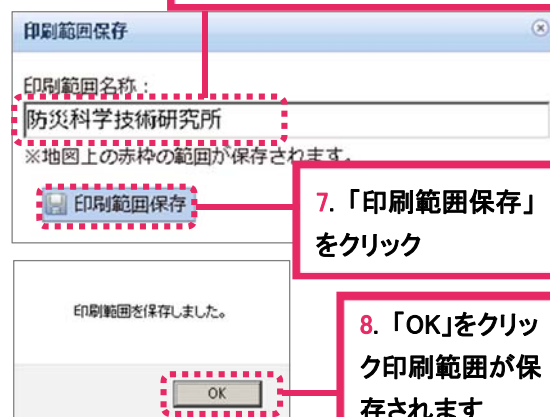 印刷範囲保存
印刷範囲名称：
防災科学技術研究所
※地図上の赤枠の範囲が保存されます。
印刷範囲保存
7.「印刷範囲保存」
をクリック
印刷範囲を保存しました。
OK
8.「OK」をクリッ
ク印刷範囲が保
存されます